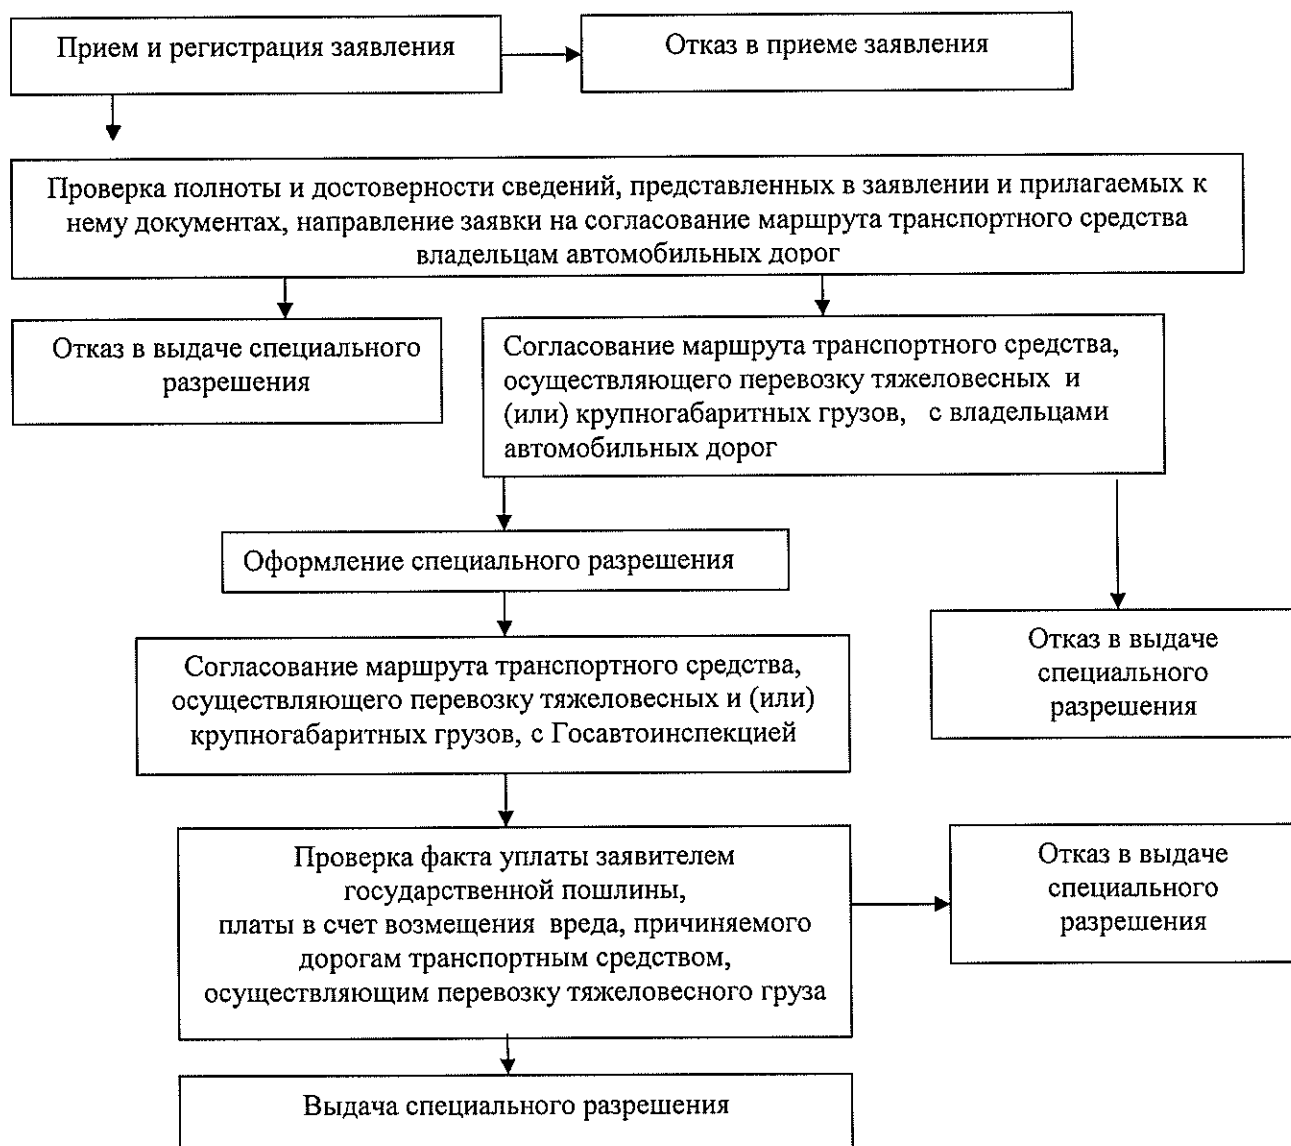 Прием и регистрация заявления
Отказ в приеме заявления
Проверка полноты и достоверности сведений, представленных в заявлении и прилагаемых к
нему документах, направление заявки на согласование маршрута транспортного средства
владельцам автомобильных дорог
Отказ в выдаче специального
разрешения
Согласование маршрута транспортного средства,
осуществляющего перевозку тяжеловесных и
(или) крупногабаритных грузов, с владельцами
автомобильных дорог
Оформление специального разрешения
Отказ в выдаче
специального
разрешения
Согласование маршрута транспортного средства,
осуществляющего перевозку тяжеловесных и (или)
крупногабаритных грузов, с Госавтоинспекцией
Проверка факта уплаты заявителем
государственной пошлины,
платы в счет возмещения вреда, причиняемого
дорогам транспортным средством,
осуществляющим перевозку тяжеловесного груза
Отказ в выдаче
специального
разрешения
Выдача специального разрешения